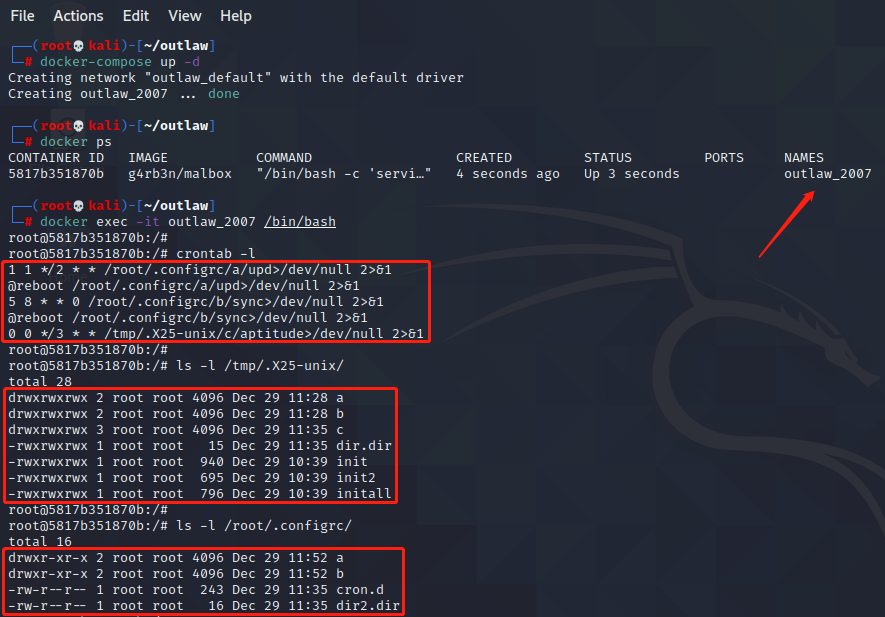 File Actions Edit View Help
┌──(root💀kali)-[~/outlaw]
└─# docker-compose up -d
Creating network "outlaw_default" with the default driver
Creating outlaw_2007 ... done
┌──(root💀kali)-[~/outlaw]
└─# docker ps
CONTAINER ID IMAGE COMMAND CREATED STATUS PORTS NAMES
5817b351870b g4rb3n/malbox "/bin/bash -c 'servi…" 4 seconds ago Up 3 seconds outlaw_2007
┌──(root💀kali)-[~/outlaw]
└─# docker exec -it outlaw_2007 /bin/bash
root@5817b351870b:/#
root@5817b351870b:/# crontab -l
1 1 */2 * * /root/.configrc/a/upd>/dev/null 2>&1
@reboot /root/.configrc/a/upd>/dev/null 2>&1
5 8 * * 0 /root/.configrc/b/sync>/dev/null 2>&1
@reboot /root/.configrc/b/sync>/dev/null 2>&1
0 0 */3 * * /tmp/.X25-unix/c/aptitude>/dev/null 2>&1
root@5817b351870b:/#
root@5817b351870b:/# ls -l /tmp/.X25-unix/
total 28
drwxrwxrwx 2 root root 4096 Dec 29 11:28 a
drwxrwxrwx 2 root root 4096 Dec 29 11:28 b
drwxrwxrwx 3 root root 4096 Dec 29 11:35 c
-rwxrwxrwx 1 root root 15 Dec 29 11:35 dir.dir
-rwxrwxrwx 1 root root 940 Dec 29 10:39 init
-rwxrwxrwx 1 root root 695 Dec 29 10:39 init2
-rwxrwxrwx 1 root root 796 Dec 29 10:39 initall
root@5817b351870b:/#
root@5817b351870b:/# ls -l /root/.configrc/
total 16
drwxr-xr-x 2 root root 4096 Dec 29 11:52 a
drwxr-xr-x 2 root root 4096 Dec 29 11:52 b
-rw-r--r-- 1 root root 243 Dec 29 11:35 cron.d
-rw-r--r-- 1 root root 16 Dec 29 11:35 dir2.dir